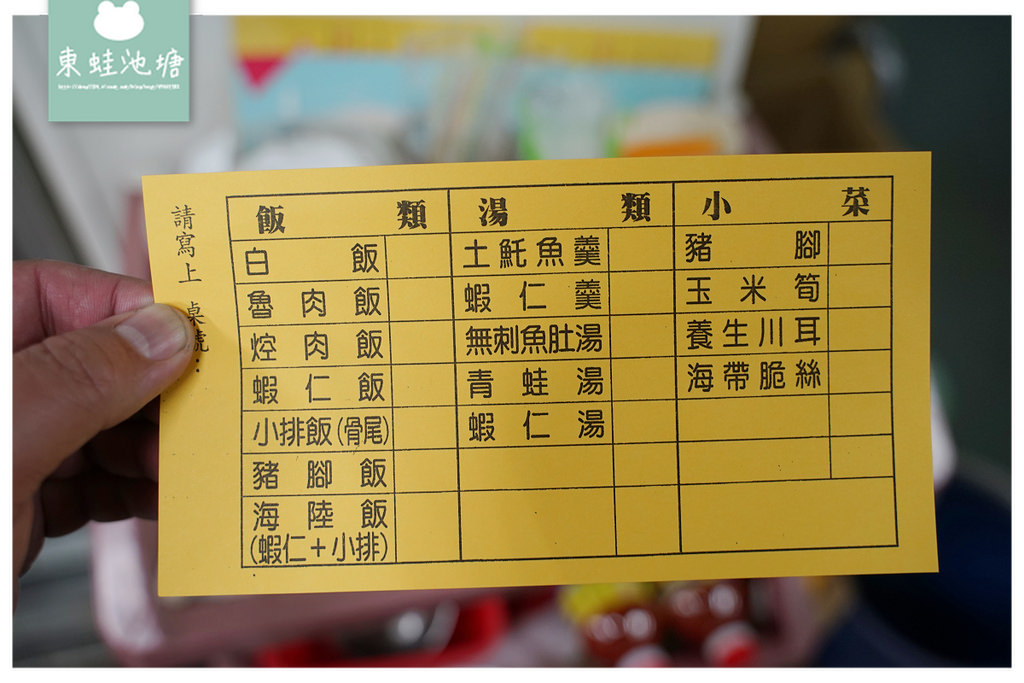 東蛙池塘
請寫上 桌號：
飯類 湯類 小菜
白飯 土魠魚羹 豬腳
魯肉飯 蝦仁羹 玉米筍
焢肉飯 無刺魚肚湯 養生川耳
蝦仁飯 青蛙湯 海帶脆絲
小排飯(骨尾) 蝦仁湯
豬腳飯
海陸飯
(蝦仁+小排)